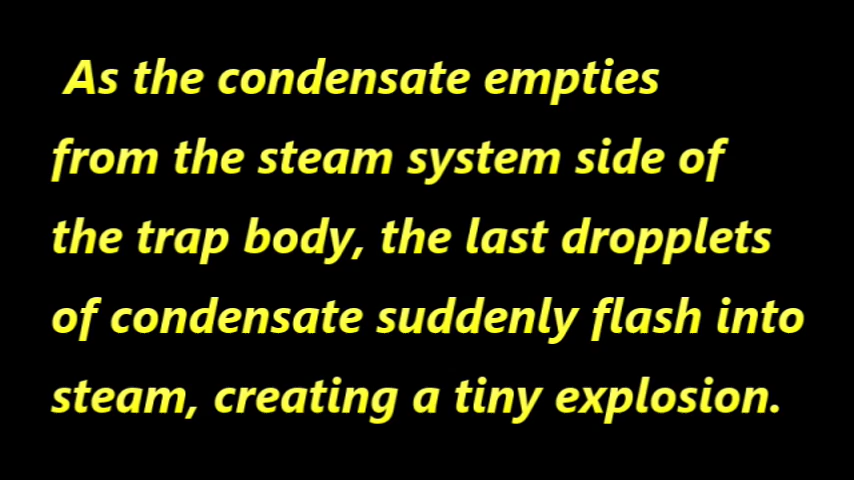 As the condensate empties
from the steam system side of
the trap body, the last dropplets
of condensate suddenly flash into
steam, creating a tiny explosion.